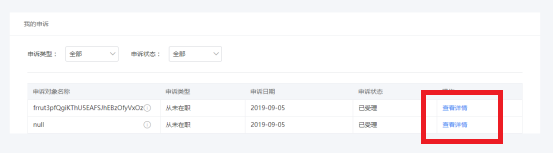 我的申诉
申诉类型： 全部 申诉状态： 全部
申诉对象名称 申诉类型 申诉日期 申诉状态
frrut3pfQgiKThU5EAFSJhEBzOfyVxOz 从未在职 2019-09-05 已受理 查看详情
null 从未在职 2019-09-05 已受理 查看详情